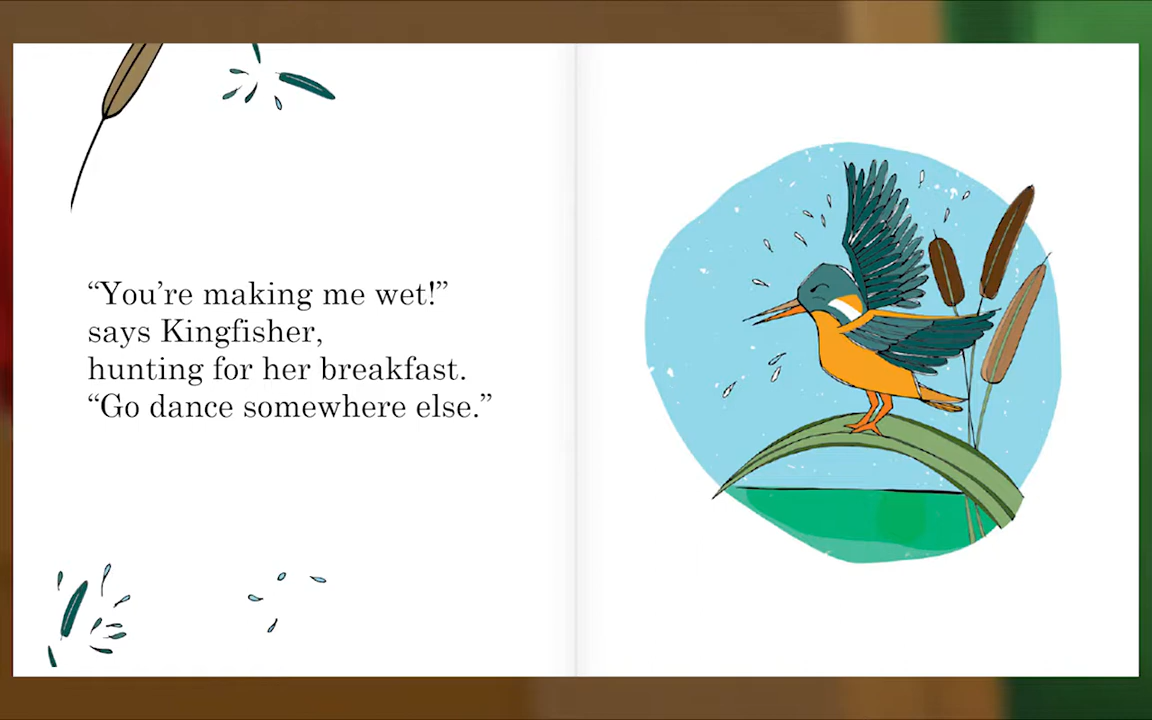 “You’re making me wet!”
says Kingfisher,
hunting for her breakfast.
“Go dance somewhere else.”